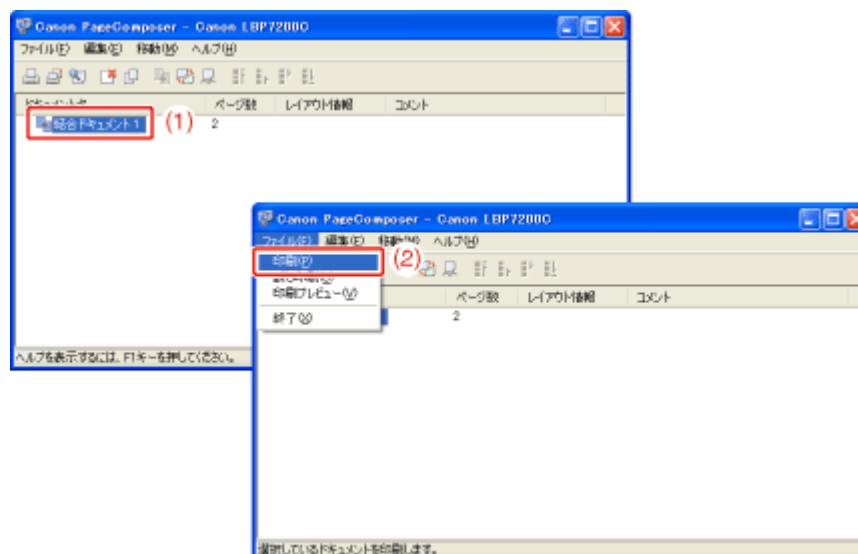 Canon PageComposer - Canon LBP7200C
ファイル(F) 編集(E) 移動(M) ヘルプ(H)
ページ数 レイアウト情報 コメント
結合ドキュメント 1 (1) 2
Canon PageComposer - Canon LBP7200C
ファイル(F) 編集(E) 移動(M) ヘルプ(H)
印刷(P) (2)
印刷プレビュー(V) ページ数 レイアウト情報 コメント
終了(X) 2
ヘルプを表示するには、F1キーを押してください。
選択しているドキュメントを印刷します。